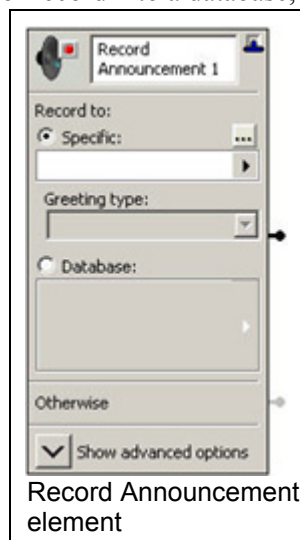 Record
Announcement 1
Record to:
Specific:
...
Greeting type:
Database:
Otherwise
Show advanced options
Record Announcement
element